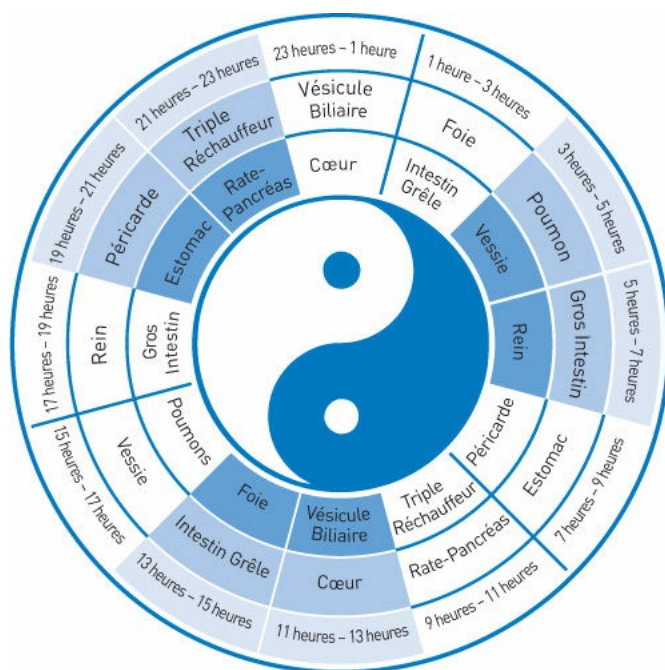 23 heures – 1 heure
Vésicule
Biliaire
Cœur
1 heure – 3 heures
Foie
Intestin
Grêle
3 heures – 5 heures
Poumon
Vessie
5 heures – 7 heures
Gros Intestin
Rein
7 heures – 9 heures
Estomac
Péricarde
9 heures – 11 heures
Rate-Pancréas
Triple
Réchauffeur
11 heures – 13 heures
Cœur
Vésicule
Biliaire
13 heures – 15 heures
Intestin Grêle
Foie
15 heures – 17 heures
Vessie
Poumons
17 heures – 19 heures
Rein
Gros
Intestin
19 heures – 21 heures
Péricarde
Estomac
21 heures – 23 heures
Triple
Réchauffeur
Rate-
Pancréas